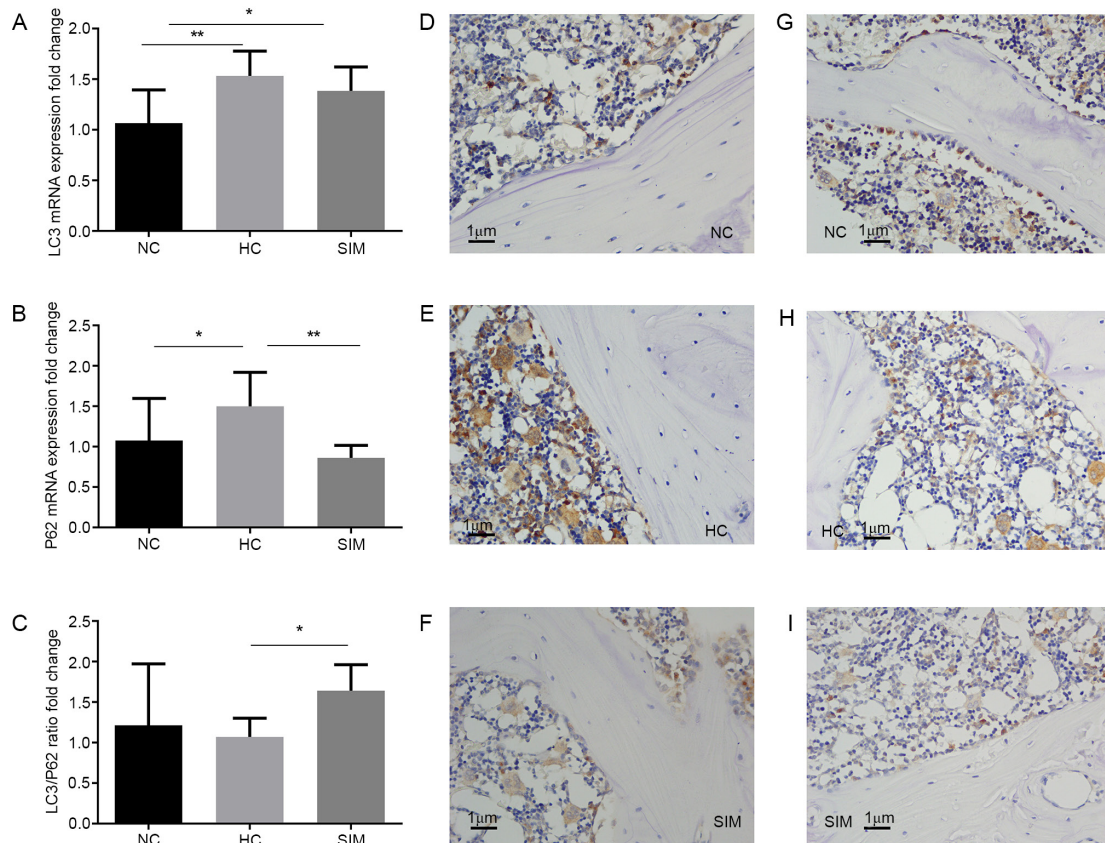 A
LC3 mRNA expression fold change
2.0
1.5
1.0
0.5
0.0
*
**
NC HC SIM
D
1μm
NC
G
NC
1μm
B
P62 mRNA expression fold change
2.5
2.0
1.5
1.0
0.5
0.0
*
**
NC HC SIM
E
1μm
HC
H
HC
1μm
C
LC3/P62 ratio fold change
2.5
2.0
1.5
1.0
0.5
0.0
*
NC HC SIM
F
1μm
SIM
I
SIM
1μm